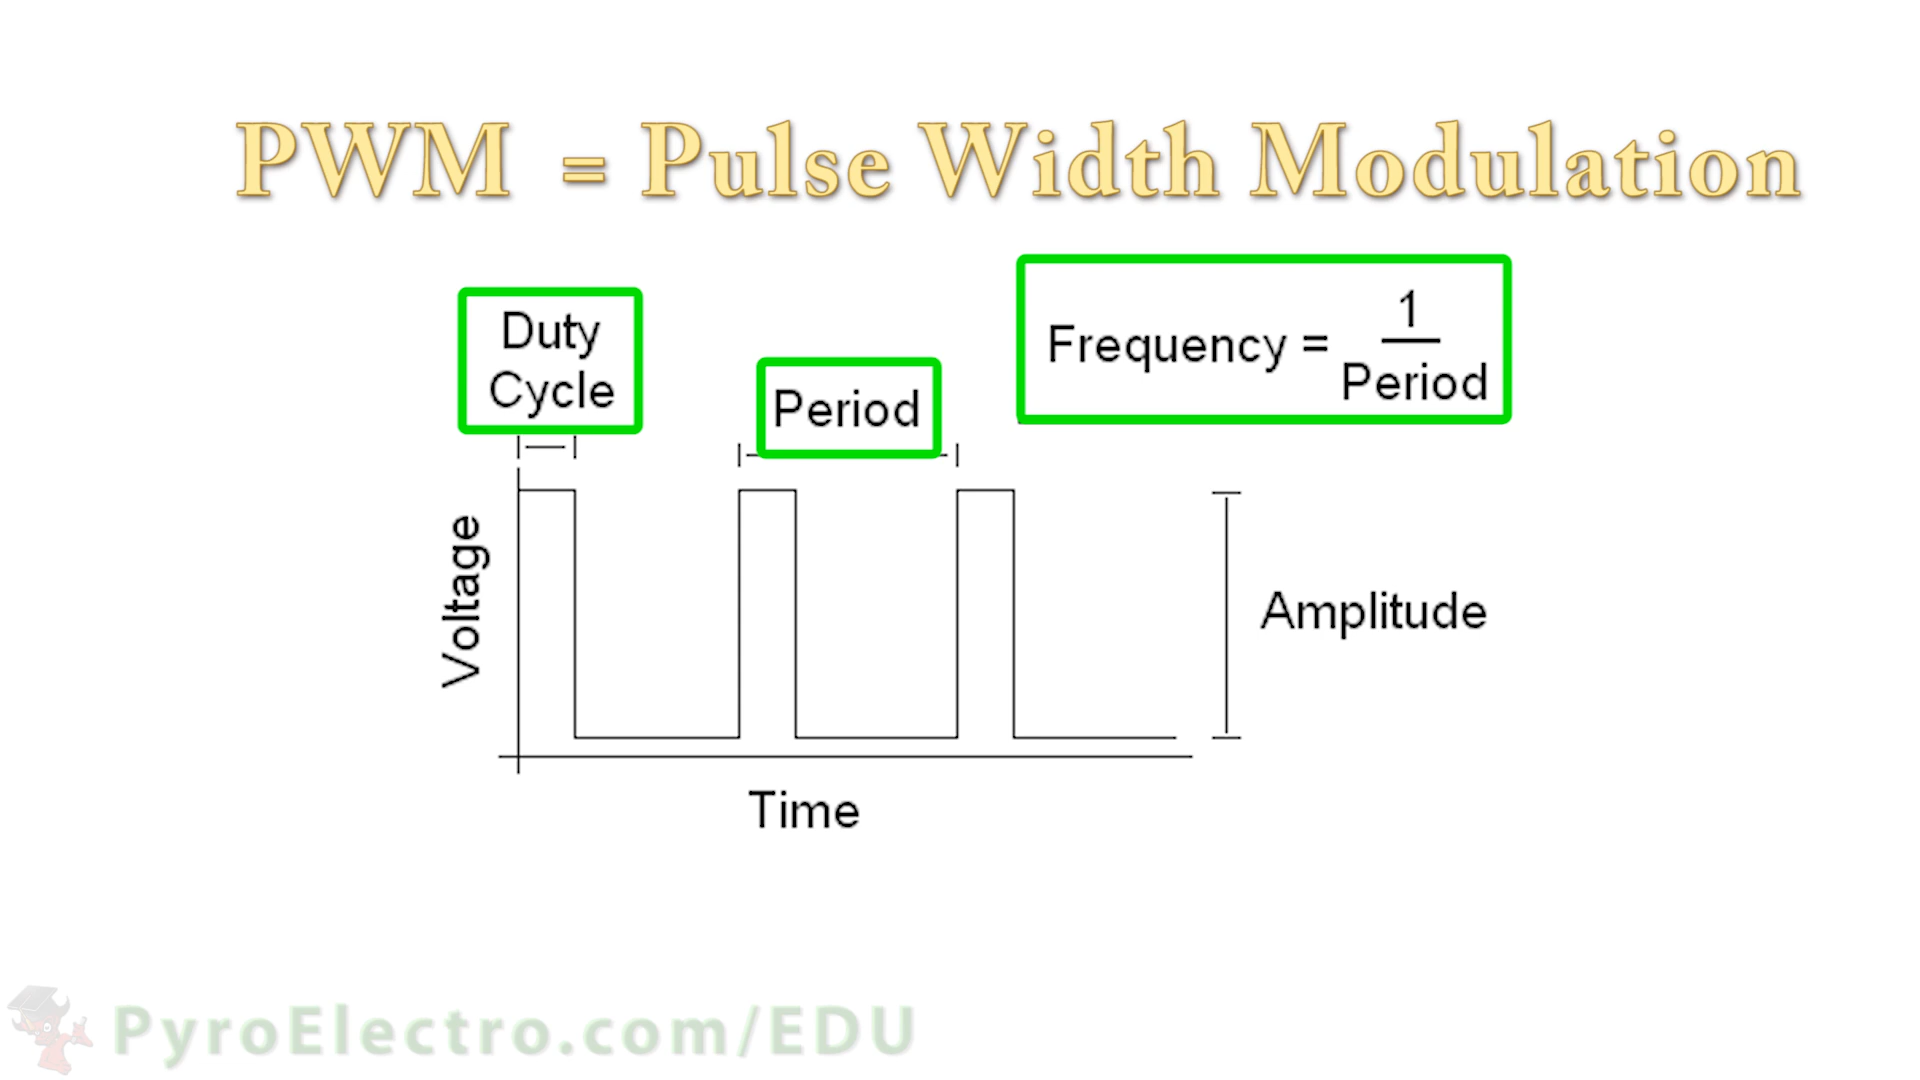 PWM = Pulse Width Modulation
Duty
Cycle
Period
Frequency = 1
Period
Voltage
Amplitude
Time
PyroElectro.com/EDU